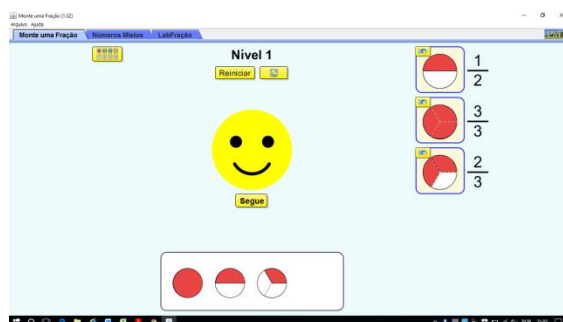 Monte uma Fração (1.02)
Arquivo Ajuda
Monte uma Fração Números Mistos LabFração
Nível 1
Reiniciar
1
2
3
3
2
3
Segue